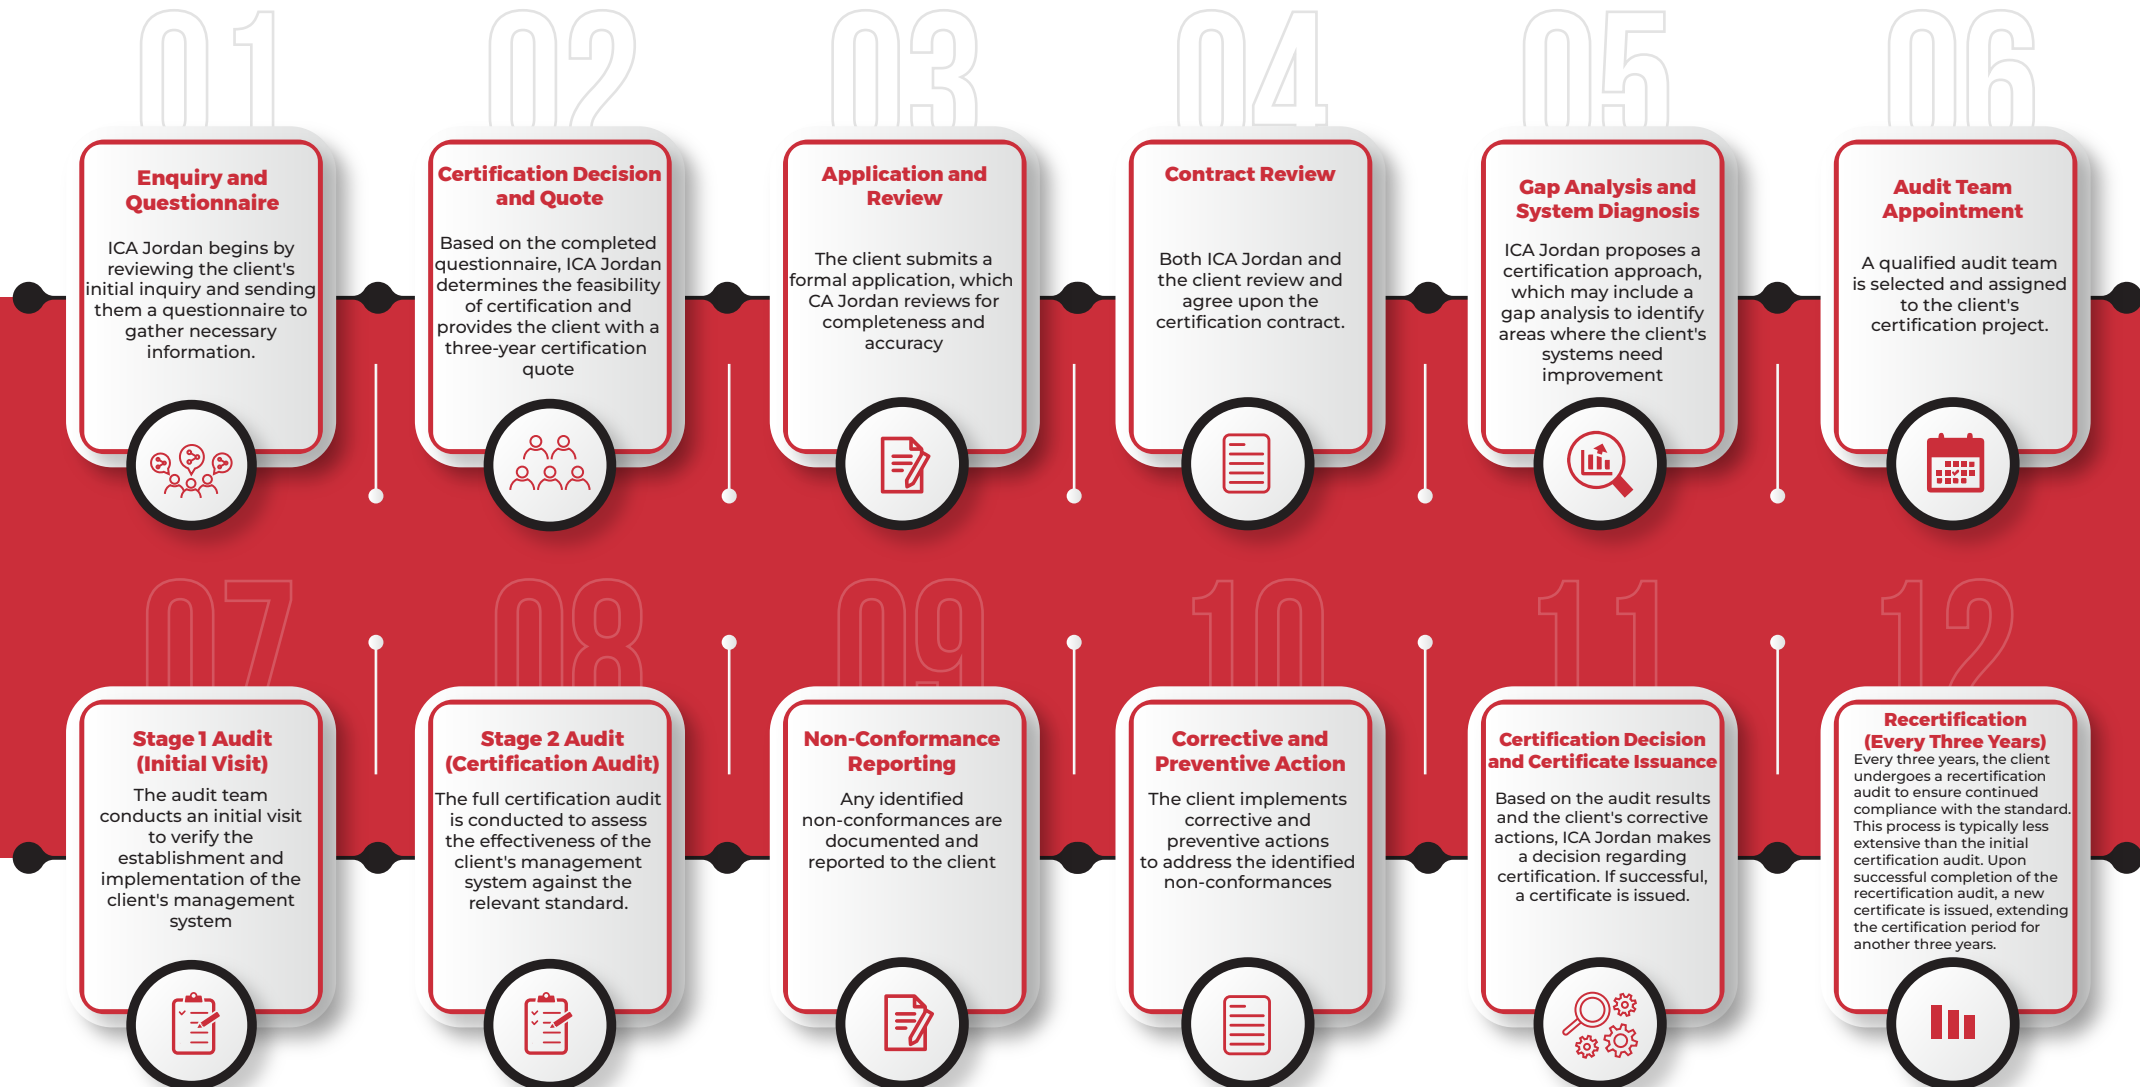 01
Enquiry and
Questionnaire
ICA Jordan begins by
reviewing the client's
initial inquiry and sending
them a questionnaire to
gather necessary
information.
02
Certification Decision
and Quote
Based on the completed
questionnaire, ICA Jordan
determines the feasibility
of certification and
provides the client with a
three-year certification
quote
03
Application and
Review
The client submits a
formal application, which
CA Jordan reviews for
completeness and
accuracy
04
Contract Review
Both ICA Jordan and
the client review and
agree upon the
certification contract.
05
Gap Analysis and
System Diagnosis
ICA Jordan proposes a
certification approach,
which may include a
gap analysis to identify
areas where the client's
systems need
improvement
06
Audit Team
Appointment
A qualified audit team
is selected and assigned
to the client's
certification project.
07
Stage 1 Audit
(Initial Visit)
The audit team
conducts an initial visit
to verify the
establishment and
implementation of the
client's management
system
08
Stage 2 Audit
(Certification Audit)
The full certification audit
is conducted to assess
the effectiveness of the
client's management
system against the
relevant standard.
09
Non-Conformance
Reporting
Any identified
non-conformances are
documented and
reported to the client
10
Corrective and
Preventive Action
The client implements
corrective and
preventive actions
to address the identified
non-conformances
11
Certification Decision
and Certificate Issuance
Based on the audit results
and the client's corrective
actions, ICA Jordan makes
a decision regarding
certification. If successful,
a certificate is issued.
12
Recertification
(Every Three Years)
Every three years, the client
undergoes a recertification
audit to ensure continued
compliance with the standard.
This process is typically less
extensive than the initial
certification audit. Upon
successful completion of the
recertification audit, a new
certificate is issued, extending
the certification period for
another three years.